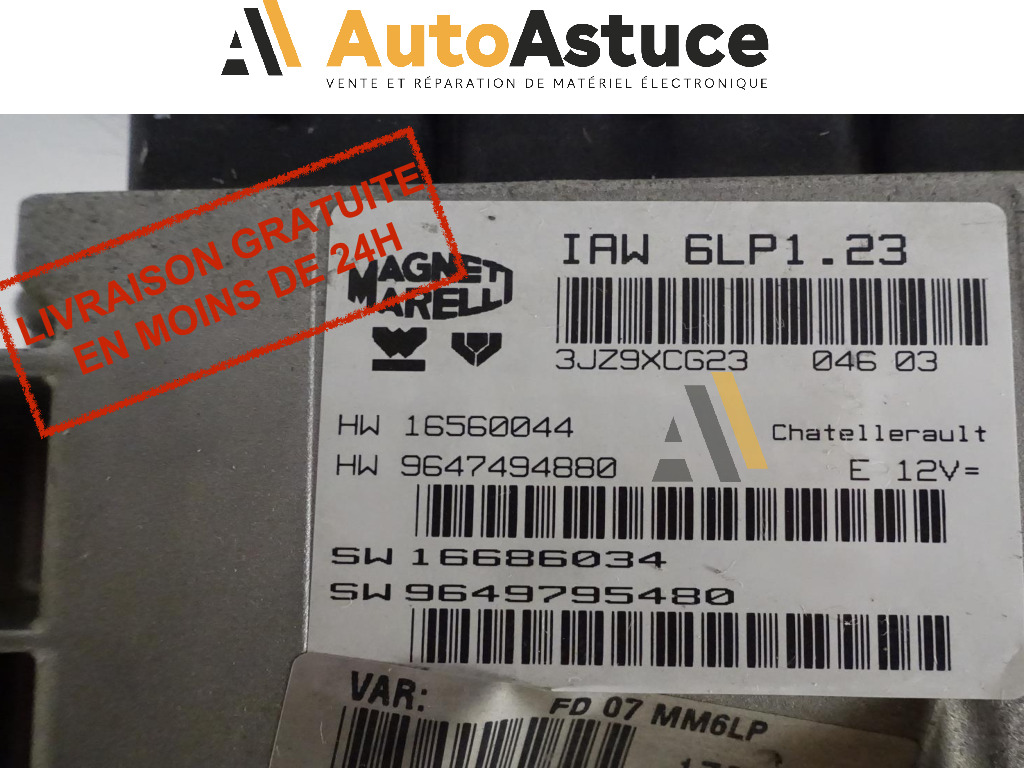 AutoAstuce
VENTE ET RÉPARATION DE MATÉRIEL ÉLECTRONIQUE
LIVRAISON GRATUITE
EN MOINS DE 24H
MAGNETI
MARELLI
IAW 6LP1.23
3JZ9XCG23 046 03
HW 16560044
Chatellerault
HW 9647494880
E 12V=
SW 16686034
SW 9649795480
VAR:
FD 07 MM6LP